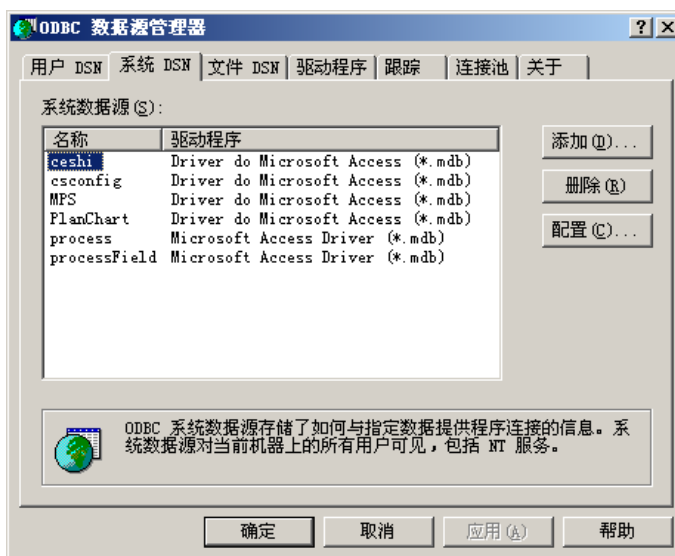 ODBC 数据源管理器
用户 DSN 系统 DSN 文件 DSN 驱动程序 跟踪 连接池 关于
系统数据源(S):
名称 驱动程序
添加(D)...
ceshi Driver do Microsoft Access (*.mdb)
csconfig Driver do Microsoft Access (*.mdb)
删除(R)
MPS Driver do Microsoft Access (*.mdb)
PlanChart Driver do Microsoft Access (*.mdb)
配置(C)...
process Microsoft Access Driver (*.mdb)
processField Microsoft Access Driver (*.mdb)
ODBC 系统数据源存储了如何与指定数据提供程序连接的信息。系
统数据源对当前机器上的所有用户可见，包括 NT 服务。
确定 取消 应用(A) 帮助